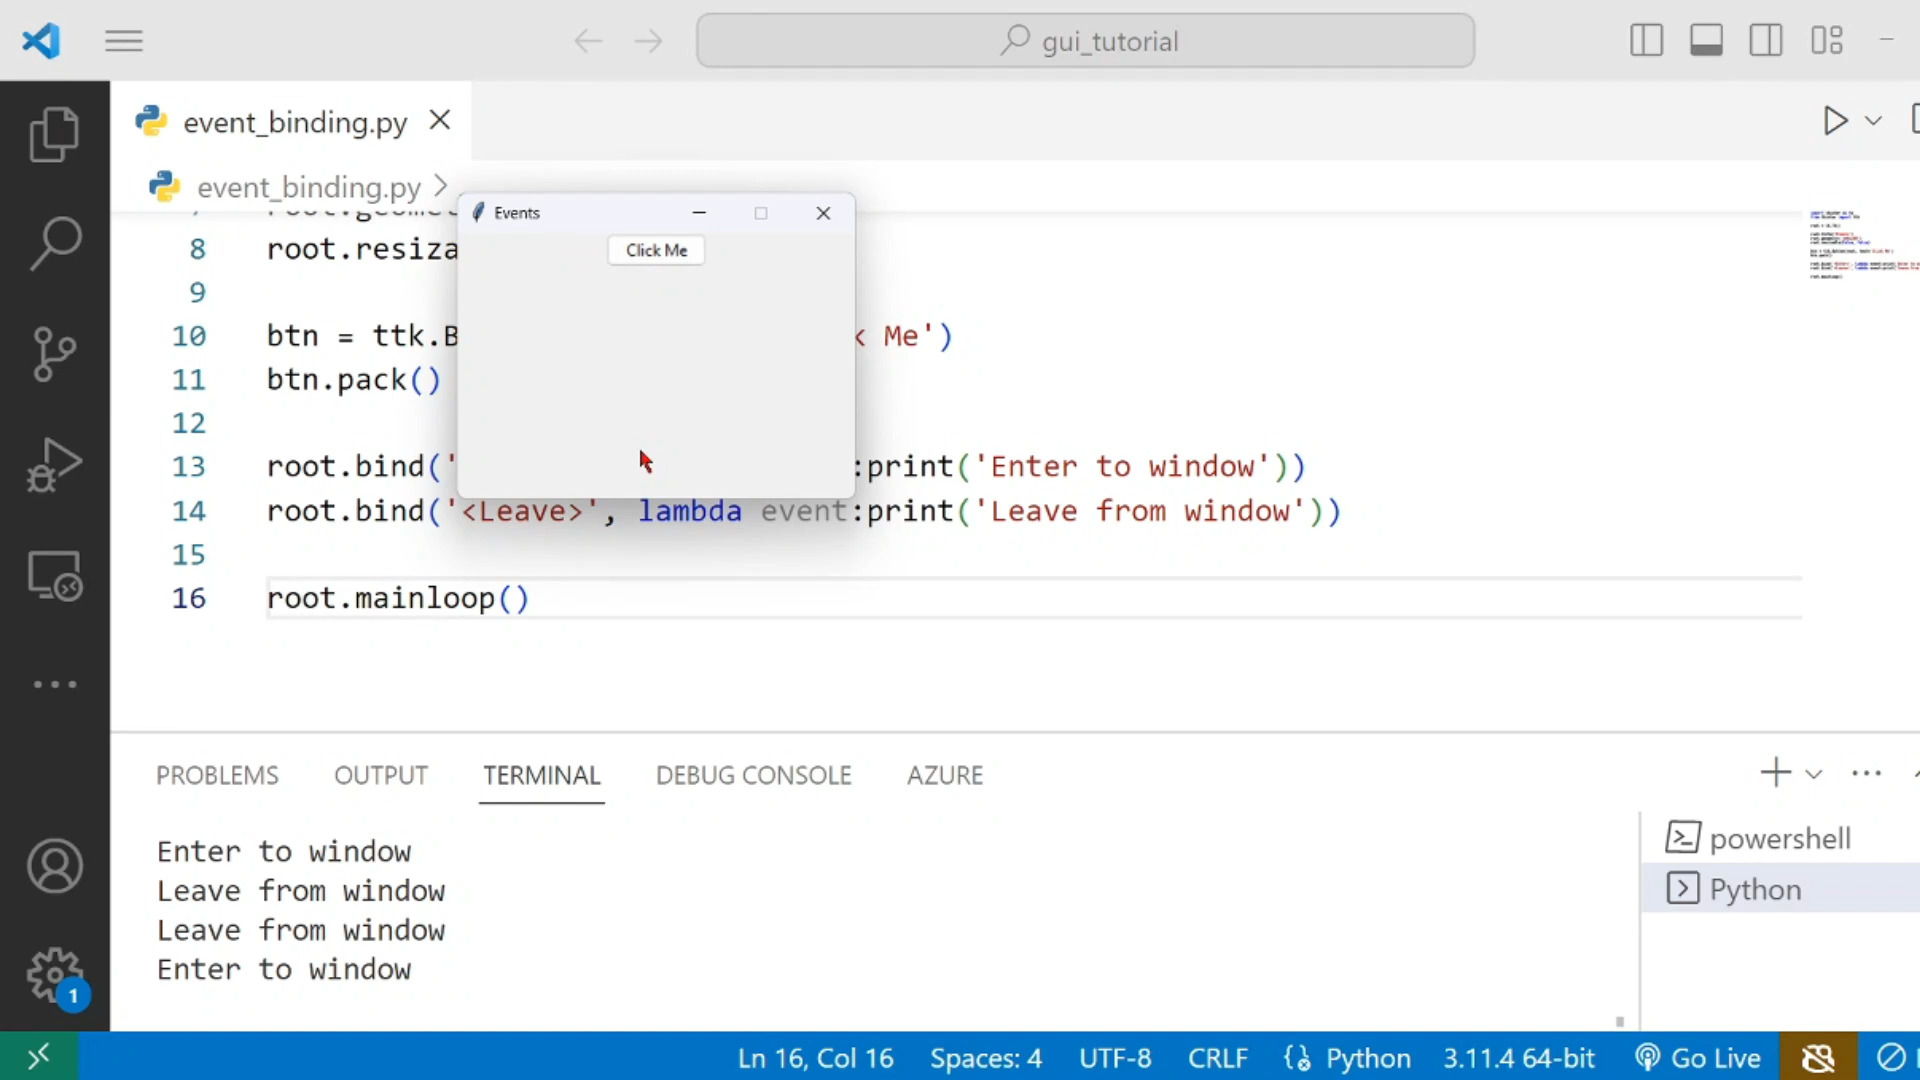 gui_tutorial
event_binding.py
event_binding.py
Events
Click Me
8 root.resiza
9
10 btn = ttk.B Me')
11 btn.pack()
12
13 root.bind(' :print('Enter to window'))
14 root.bind('<Leave>', lambda event:print('Leave from window'))
15
16 root.mainloop()
PROBLEMS OUTPUT TERMINAL DEBUG CONSOLE AZURE
Enter to window
Leave from window
Leave from window
Enter to window
powershell
Python
1
Ln 16, Col 16 Spaces: 4 UTF-8 CRLF Python 3.11.4 64-bit Go Live